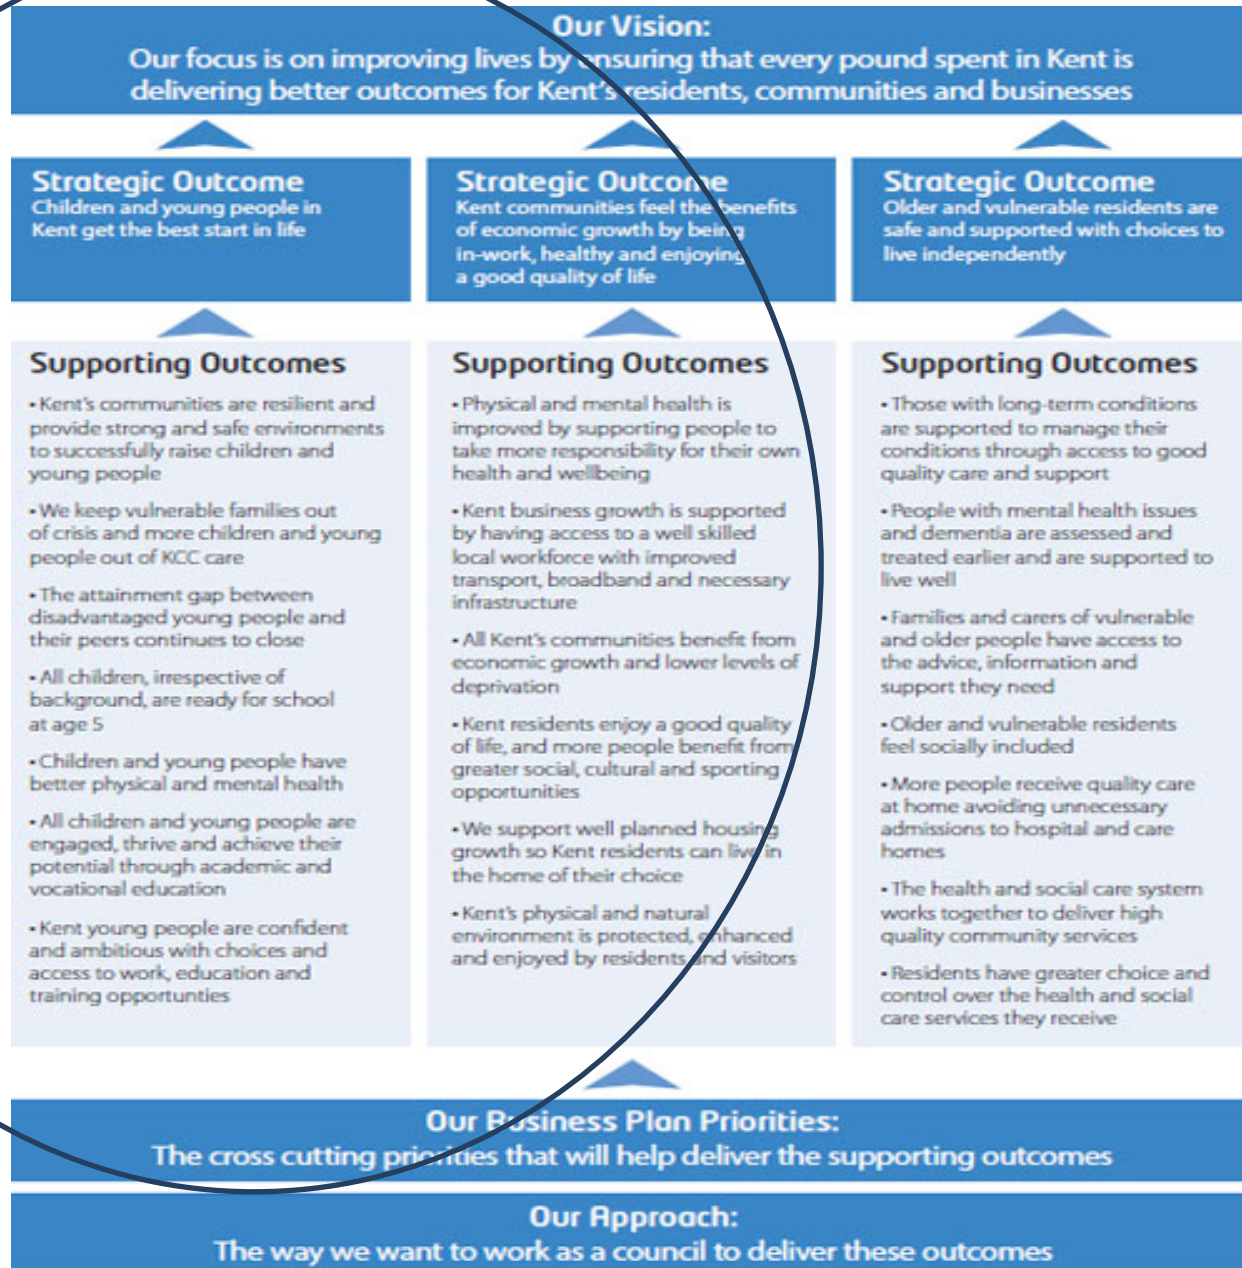 Our Vision:
Our focus is on improving lives by ensuring that every pound spent in Kent is
delivering better outcomes for Kent's residents, communities and businesses
Strategic Outcome
Children and young people in
Kent get the best start in life
Strategic Outcome
Kent communities feel the benefits
of economic growth by being
in-work, healthy and enjoying
a good quality of life
Strategic Outcome
Older and vulnerable residents are
safe and supported with choices to
live independently
Supporting Outcomes
• Kent's communities are resilient and
provide strong and safe environments
to successfully raise children and
young people
• We keep vulnerable families out
of crisis and more children and young
people out of KCC care
• The attainment gap between
disadvantaged young people and
their peers continues to close
• All children, irrespective of
background, are ready for school
at age 5
• Children and young people have
better physical and mental health
• All children and young people are
engaged, thrive and achieve their
potential through academic and
vocational education
• Kent young people are confident
and ambitious with choices and
access to work, education and
training opportunties
Supporting Outcomes
• Physical and mental health is
improved by supporting people to
take more responsibility for their own
health and wellbeing
• Kent business growth is supported
by having access to a well skilled
local workforce with improved
transport, broadband and necessary
infrastructure
• All Kent's communities benefit from
economic growth and lower levels of
deprivation
• Kent residents enjoy a good quality
of life, and more people benefit from
greater social, cultural and sporting
opportunities
• We support well planned housing
growth so Kent residents can live in
the home of their choice
• Kent's physical and natural
environment is protected, enhanced
and enjoyed by residents and visitors
Supporting Outcomes
• Those with long-term conditions
are supported to manage their
conditions through access to good
quality care and support
• People with mental health issues
and dementia are assessed and
treated earlier and are supported to
live well
• Families and carers of vulnerable
and older people have access to
the advice, information and
support they need
• Older and vulnerable residents
feel socially included
• More people receive quality care
at home avoiding unnecessary
admissions to hospital and care
homes
• The health and social care system
works together to deliver high
quality community services
• Residents have greater choice and
control over the health and social
care services they receive
Our Business Plan Priorities:
The cross cutting priorities that will help deliver the supporting outcomes
Our Approach:
The way we want to work as a council to deliver these outcomes